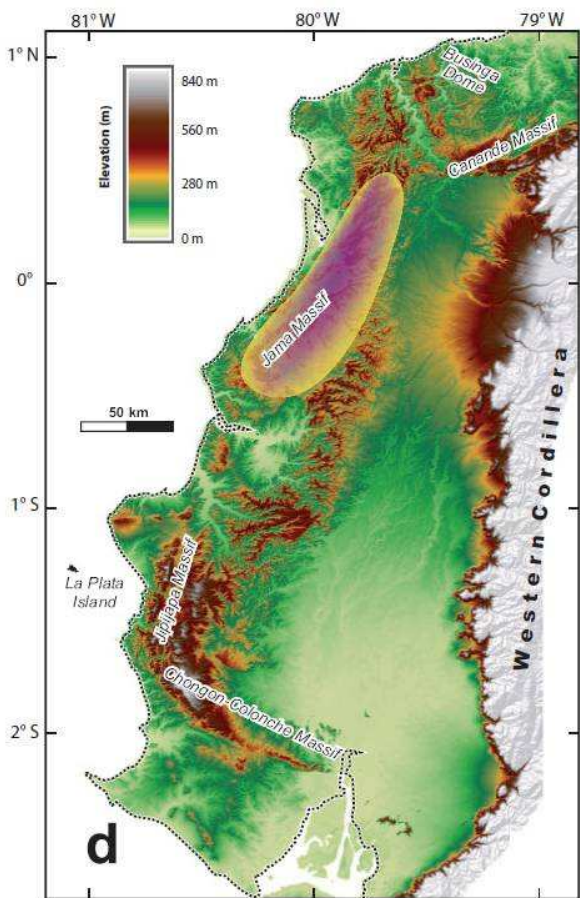 81°W
80°W
79°W
1°N
0°
1°S
2°S
Elevation (m)
840 m
560 m
280 m
0 m
Businga
Dome
Canande Massif
Jama Massif
50 km
La Plata
Island
Jipijapa Massif
Western Cordillera
Chongon-Colonche Massif
d